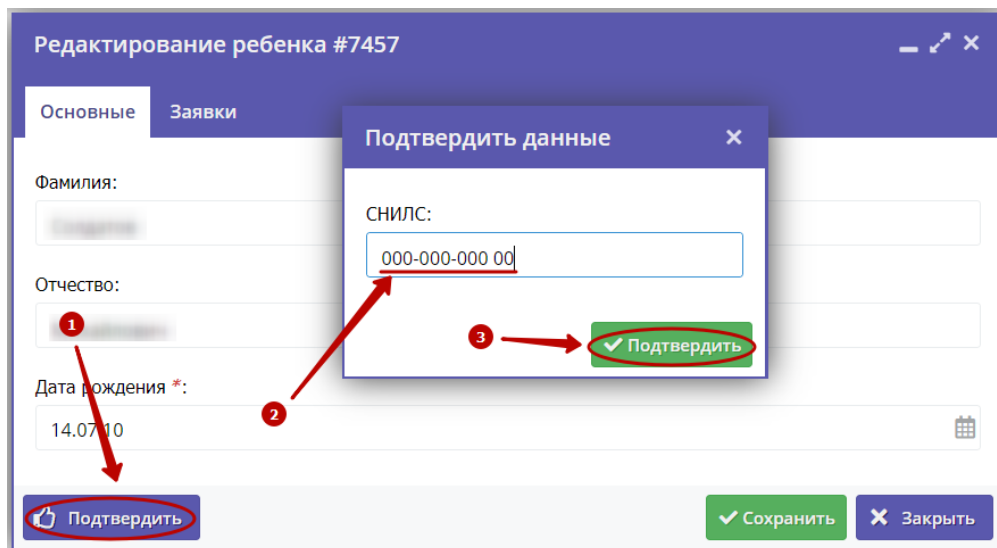 Редактирование ребенка #7457
Основные Заявки
Подтвердить данные
Фамилия:
СНИЛС:
000-000-000 00
Отчество:
1
3
Подтвердить
Дата рождения *:
2
14.07.10
Подтвердить
Сохранить
Закрыть